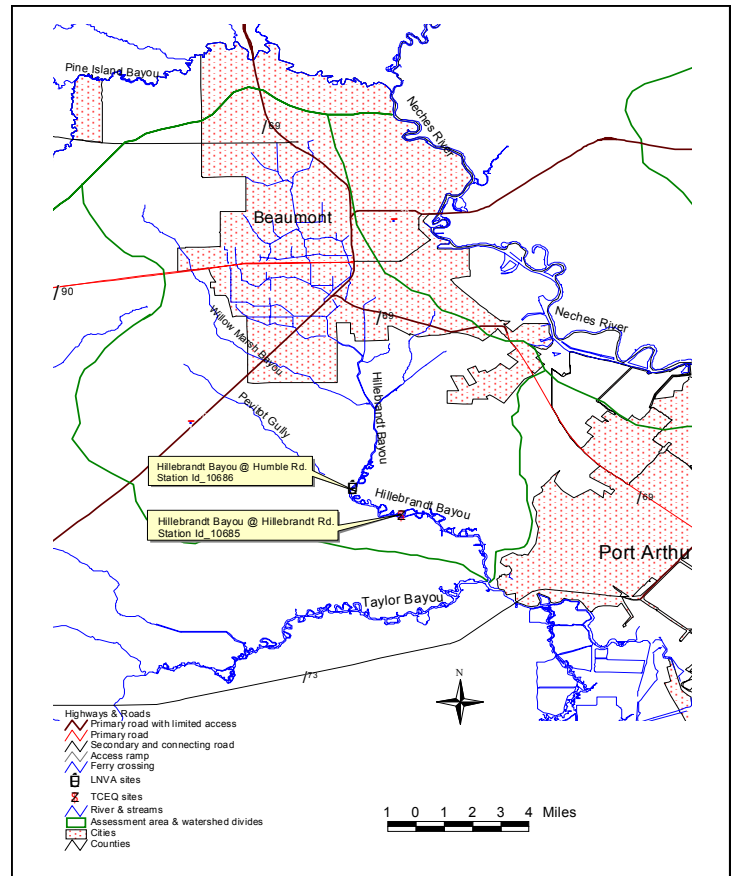 Pine Island Bayou
Neches River
69
Beaumont
90
69
Neches River
Willow Marsh Bayou
Hillebrandt Bayou
Pevitot Gully
Hillebrandt Bayou @ Humble Rd.
Station Id_10686
Hillebrandt Bayou
69
Hillebrandt Bayou @ Hillebrandt Rd.
Station Id_10685
Port Arthu
Taylor Bayou
73
N
Highways & Roads
Primary road with limited access
Primary road
Secondary and connecting road
Access ramp
Ferry crossing
LNVA sites
TCEQ sites
River & streams
Assessment area & watershed divides
Cities
Counties
1 0 1 2 3 4 Miles